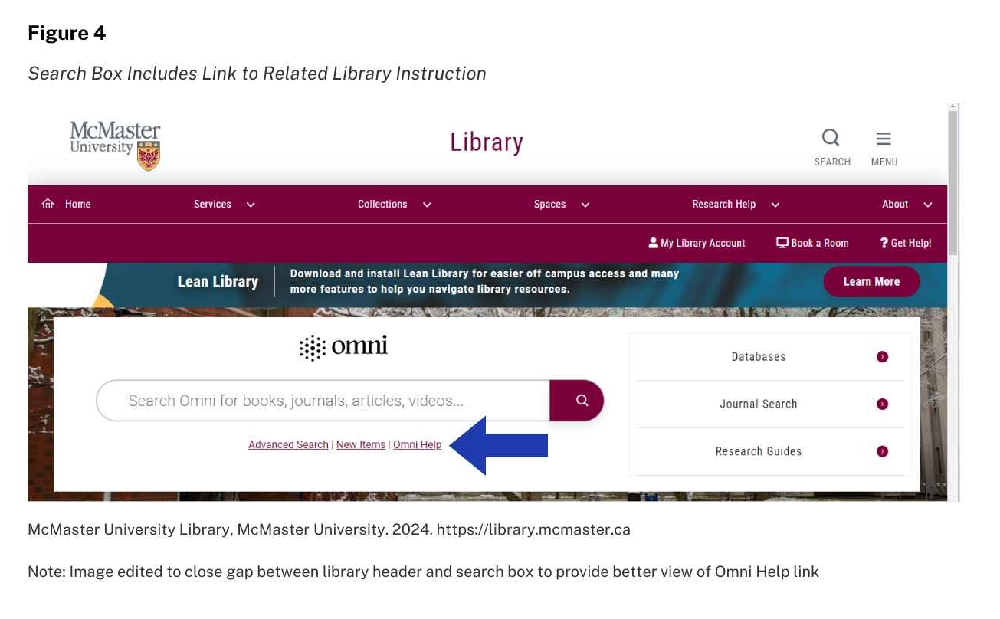 Figure 4
Search Box Includes Link to Related Library Instruction
McMaster
University
Library
SEARCH MENU
Home Services Collections Spaces Research Help About
My Library Account Book a Room ? Get Help!
Lean Library
Download and install Lean Library for easier off campus access and many
more features to help you navigate library resources.
Learn More
omni
Search Omni for books, journals, articles, videos...
Advanced Search | New Items | Omni Help
Databases
Journal Search
Research Guides
McMaster University Library, McMaster University. 2024. https://library.mcmaster.ca
Note: Image edited to close gap between library header and search box to provide better view of Omni Help link